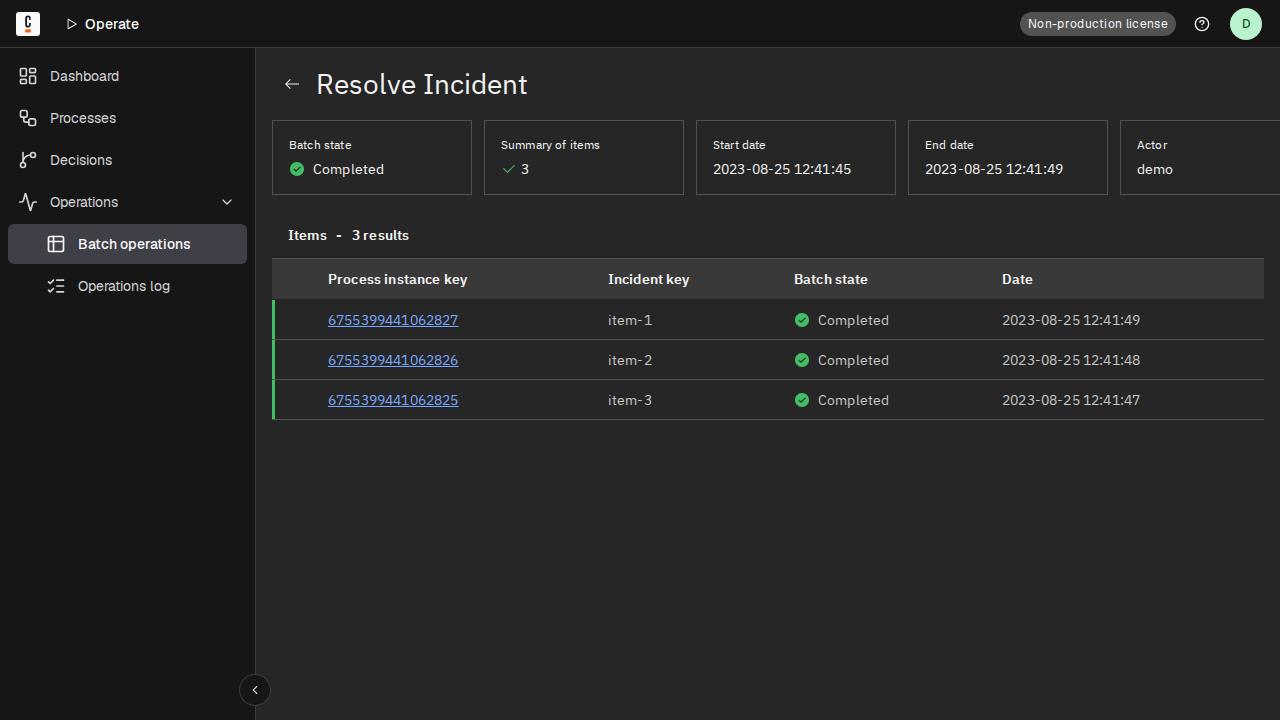 C
Operate
Non-production license
D
Dashboard
Processes
Decisions
Operations
Batch operations
Operations log
Resolve Incident
Batch state
Completed
Summary of items
3
Start date
2023-08-25 12:41:45
End date
2023-08-25 12:41:49
Actor
demo
Items - 3 results
Process instance key Incident key Batch state Date
6755399441062827 item-1 Completed 2023-08-25 12:41:49
6755399441062826 item-2 Completed 2023-08-25 12:41:48
6755399441062825 item-3 Completed 2023-08-25 12:41:47